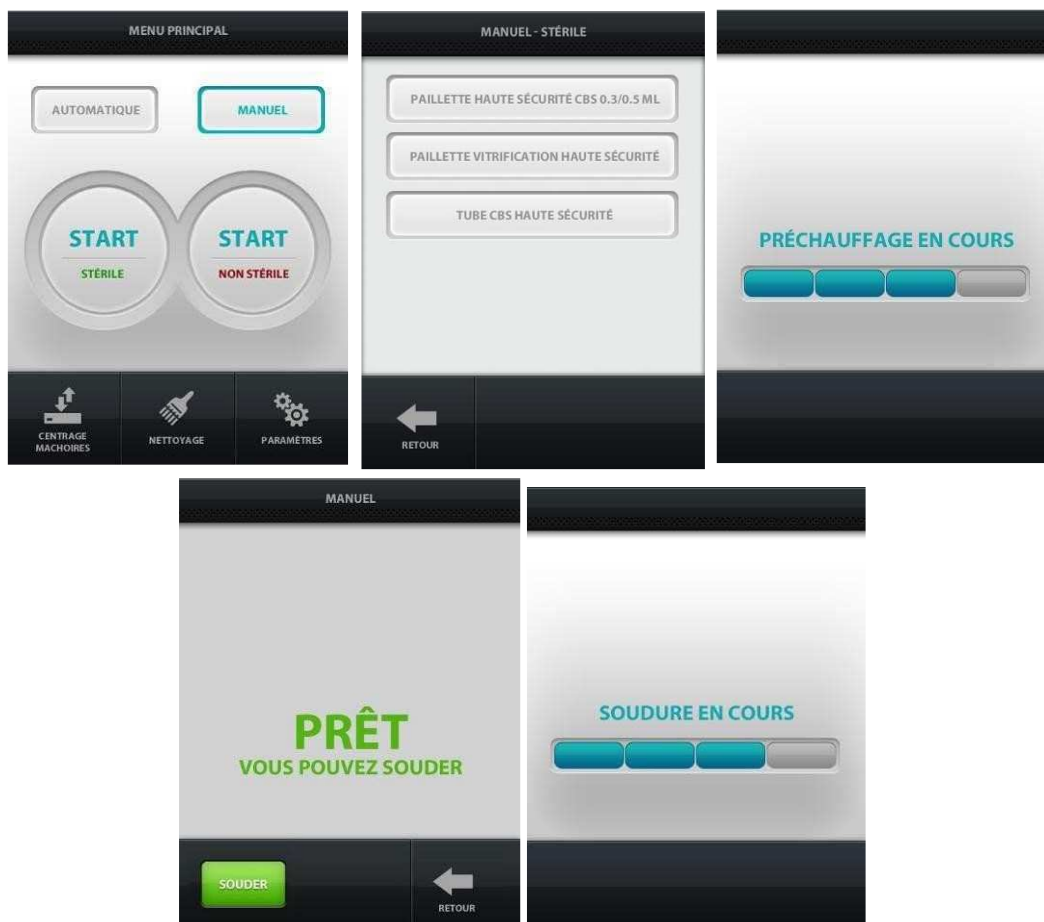 MENU PRINCIPAL
AUTOMATIQUE
MANUEL
START
STÉRILE
START
NON STÉRILE
CENTRAGE
MACHOIRES
NETTOYAGE
PARAMÈTRES
MANUEL - STÉRILE
PAILLETTE HAUTE SÉCURITÉ CBS 0.3/0.5 ML
PAILLETTE VITRIFICATION HAUTE SÉCURITÉ
TUBE CBS HAUTE SÉCURITÉ
RETOUR
PRÉCHAUFFAGE EN COURS
MANUEL
PRÊT
VOUS POUVEZ SOUDER
SOUDER
RETOUR
SOUDURE EN COURS